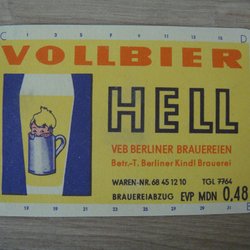 VOLLBIER
HELL
VEB BERLINER BRAUEREIEN
Betr.-T. Berliner Kindl Brauerei
WAREN-NR. 68 45 12 10 TGL 7764
BRAUEREIABZUG EVP MDN 0,48